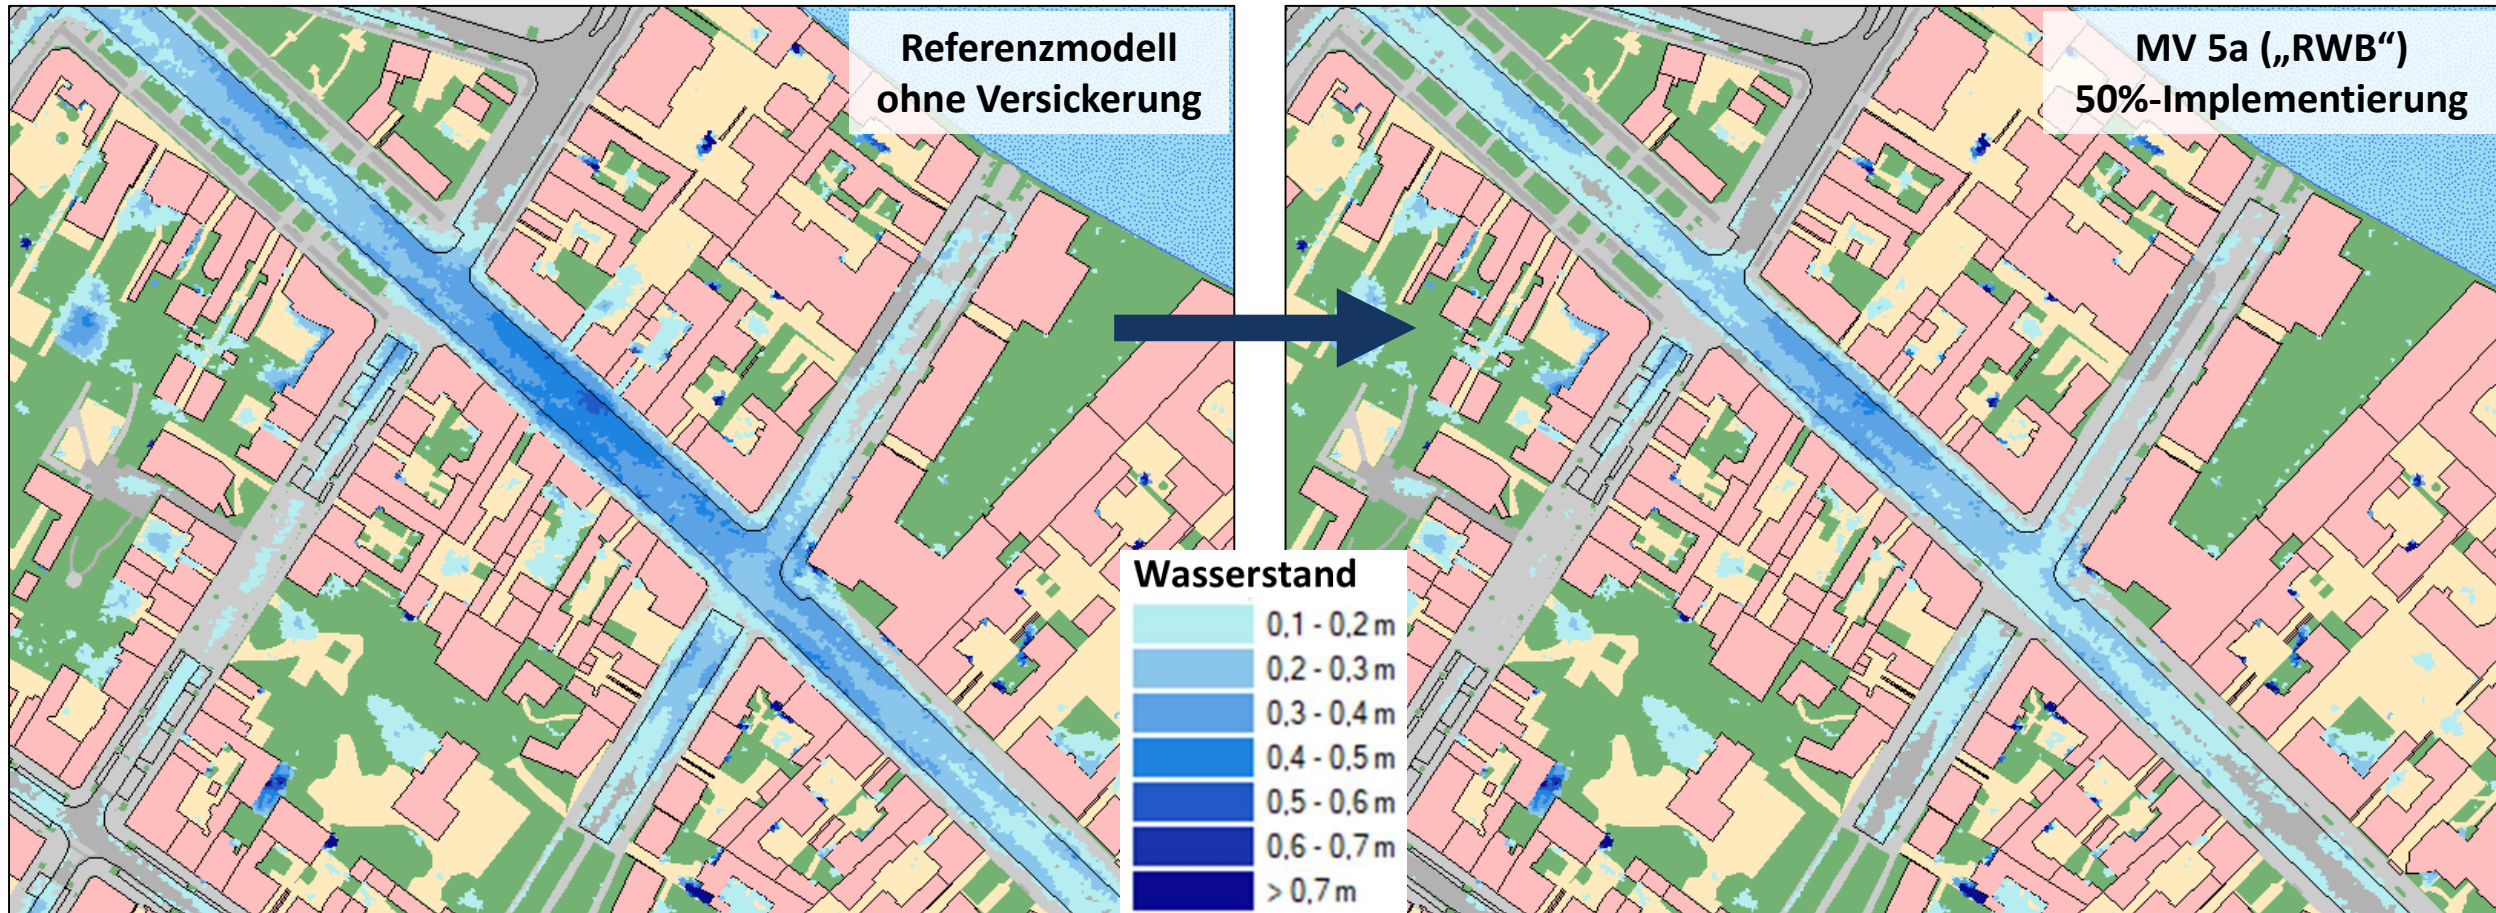 Referenzmodell
ohne Versickerung
MV 5a („RWB“)
50%-Implementierung
Wasserstand
0,1 - 0,2 m
0,2 - 0,3 m
0,3 - 0,4 m
0,4 - 0,5 m
0,5 - 0,6 m
0,6 - 0,7 m
> 0,7 m